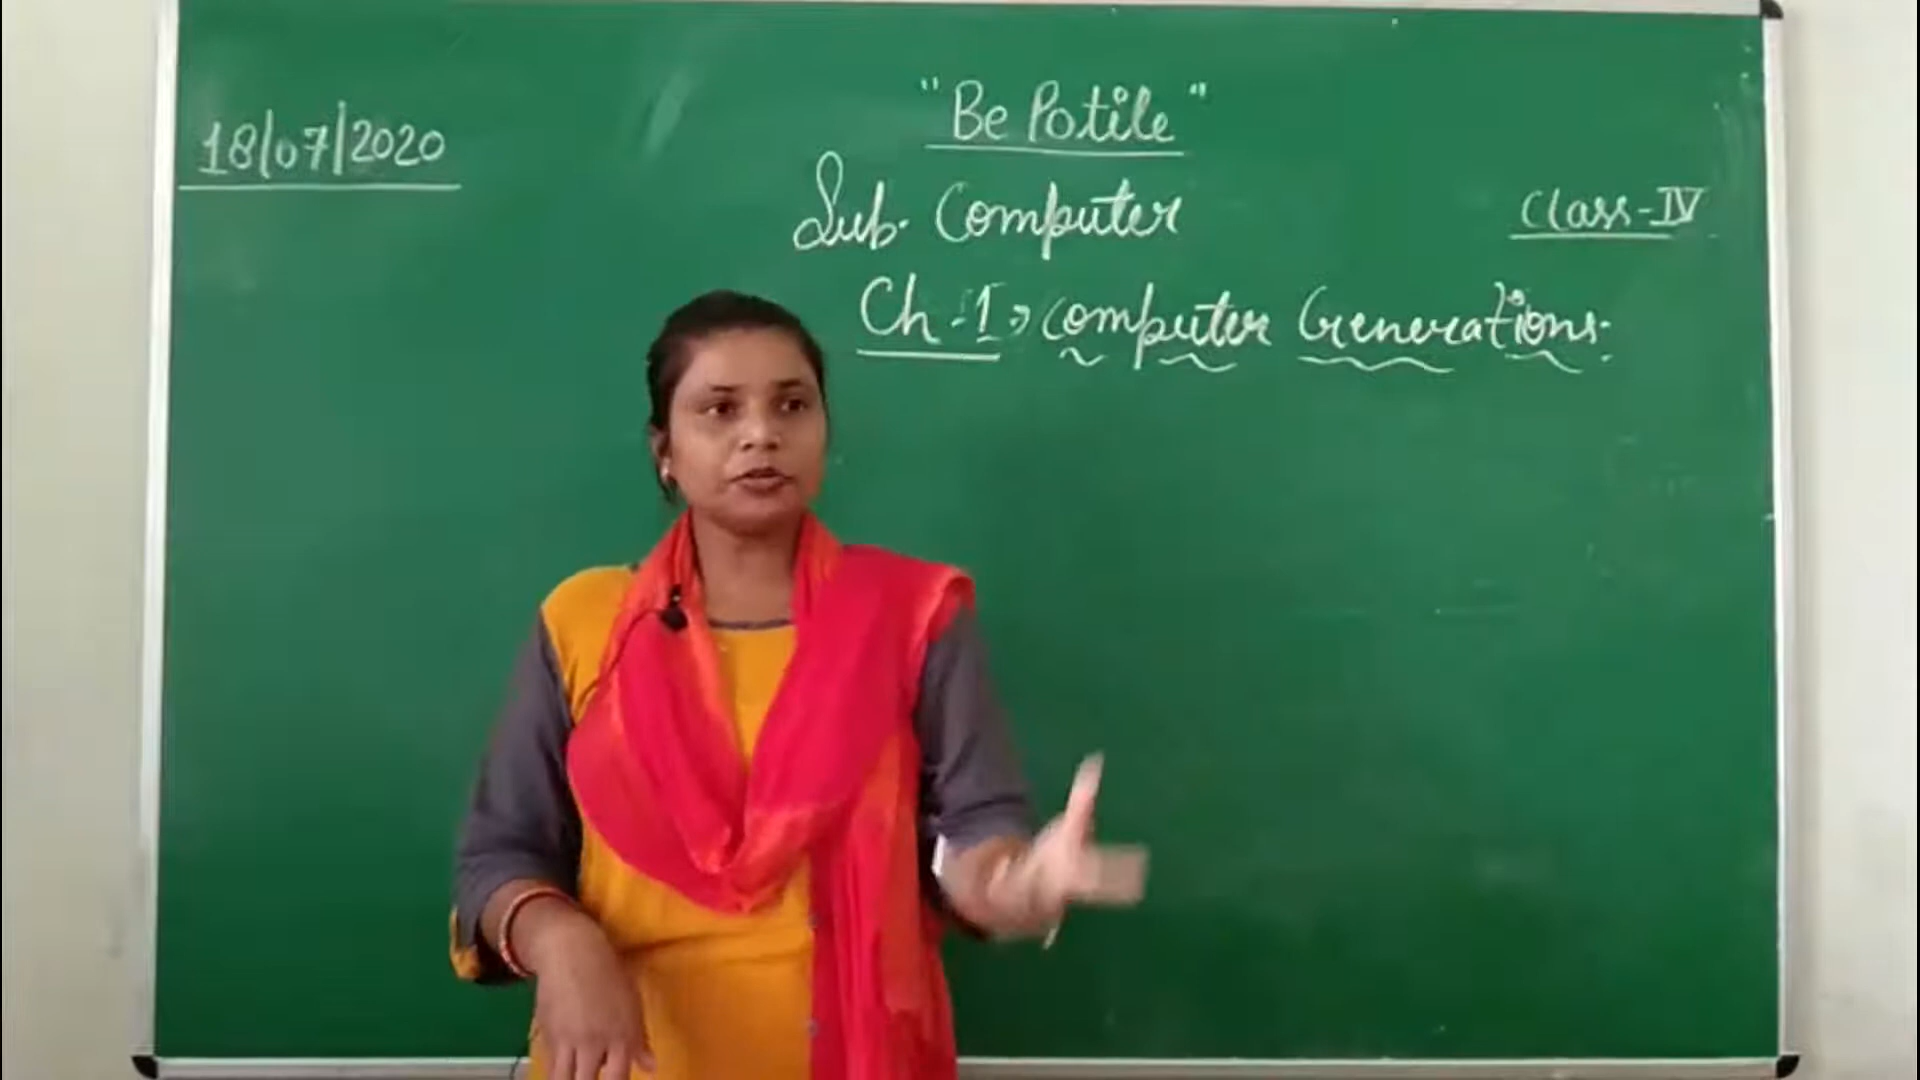 "Be Potile"
18/07/2020
Sub. Computer
Class-IV
Ch-1 → Computer Generations.